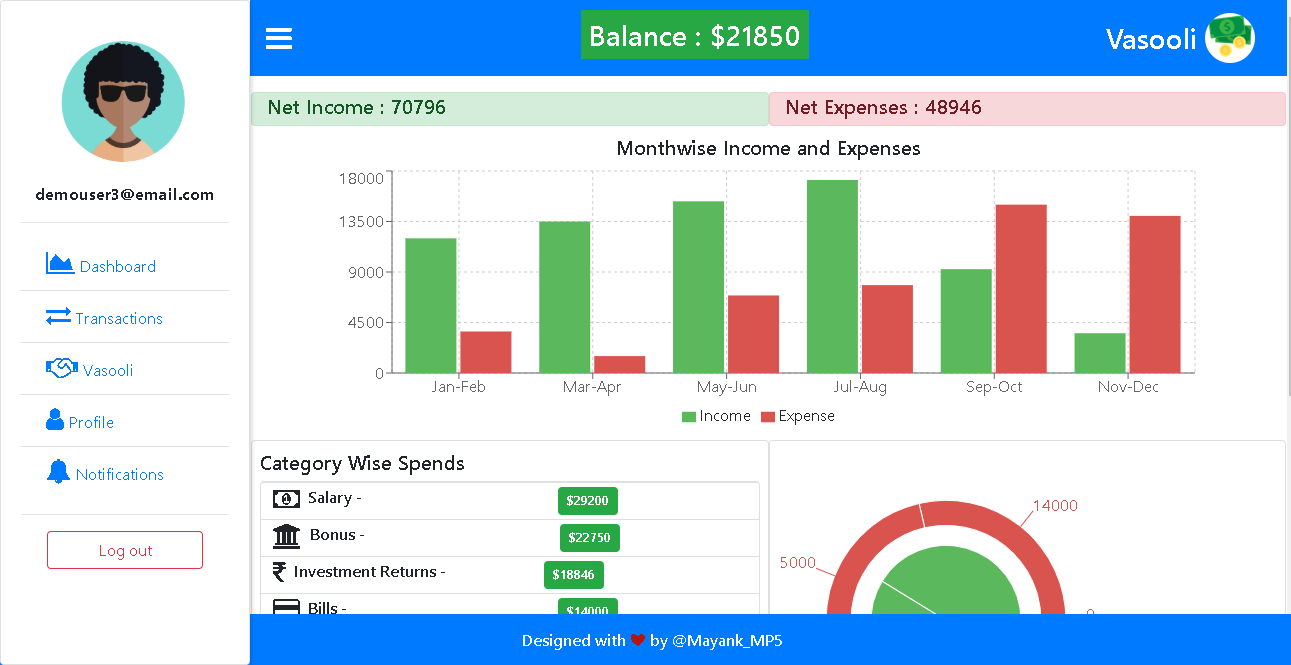 Balance : $21850
Vasooli
demouser3@email.com
Dashboard
Transactions
Vasooli
Profile
Notifications
Log out
Net Income : 70796
Net Expenses : 48946
Monthwise Income and Expenses
18000
13500
9000
4500
0
Jan-Feb Mar-Apr May-Jun Jul-Aug Sep-Oct Nov-Dec
Income Expense
Category Wise Spends
Salary - $29200
Bonus - $22750
Investment Returns - $18846
Bills - $14000
14000
5000
0
Designed with by @Mayank_MP5